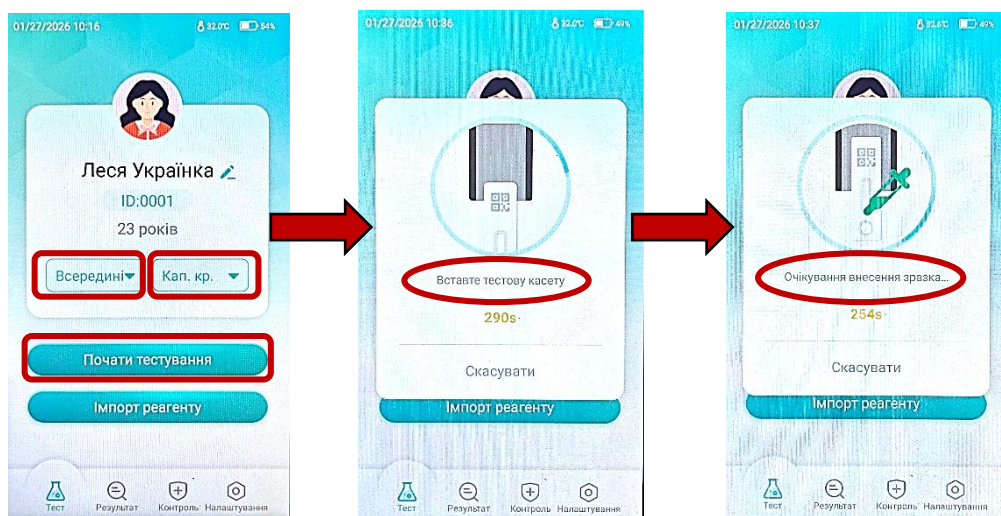 01/27/2026 10:16 32.0℃ 54%
Леся Українка
ID:0001
23 років
Всередині Кап. кр.
Почати тестування
Імпорт реагенту
Тест Результат Контроль Налаштування
01/27/2026 10:36 32.0℃ 49%
Вставте тестову касету
290s
Скасувати
Імпорт реагенту
Тест Результат Контроль Налаштування
01/27/2026 10:37 32.6℃ 49%
Очікування внесення зразка...
254s
Скасувати
Імпорт реагенту
Тест Результат Контроль Налаштування